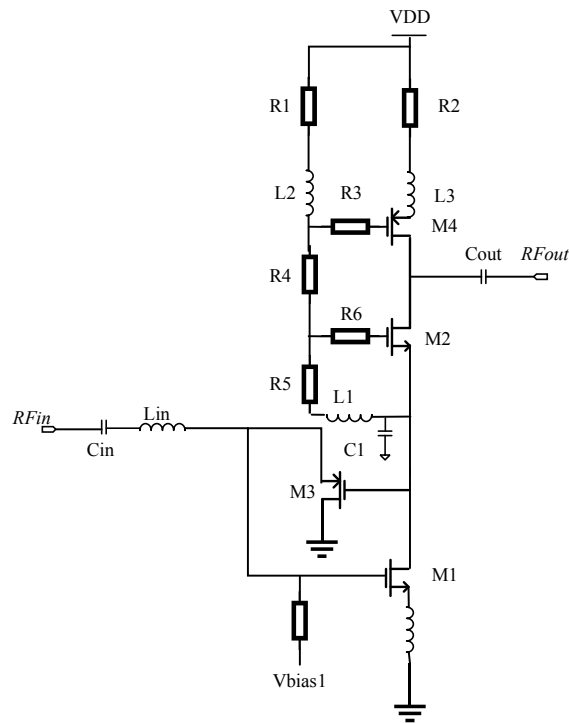 VDD
R1
R2
L2
R3
L3
M4
Cout
RFout
R4
R6
M2
R5
L1
RFin
Lin
Cin
C1
M3
M1
Vbias1